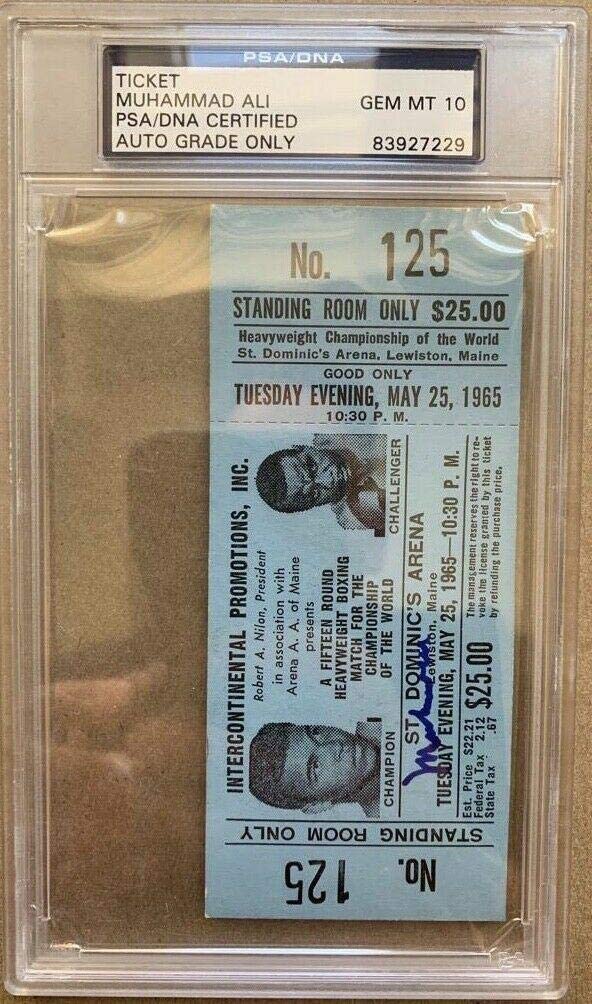 PSA/DNA
TICKET
MUHAMMAD ALI GEM MT 10
PSA/DNA CERTIFIED
AUTO GRADE ONLY 83927229
No. 125
STANDING ROOM ONLY $25.00
Heavyweight Championship of the World
St. Dominic's Arena, Lewiston, Maine
GOOD ONLY
TUESDAY EVENING, MAY 25, 1965
10:30 P. M.
INTERCONTINENTAL PROMOTIONS, INC.
Robert A. Nilon, President
in association with
Arena A. A. of Maine
presents
A FIFTEEN ROUND
HEAVYWEIGHT BOXING
MATCH FOR THE
CHAMPIONSHIP
OF THE WORLD
CHAMPION
CHALLENGER
ST. DOMINIC'S ARENA
Lewiston, Maine
TUESDAY EVENING, MAY 25, 1965—10:30 P. M.
Est. Price $22.21
Federal Tax 2.12
State Tax .67
$25.00
The management reserves the right to re-
voke the license granted by this ticket
by refunding the purchase price.
STANDING ROOM ONLY
No. 125